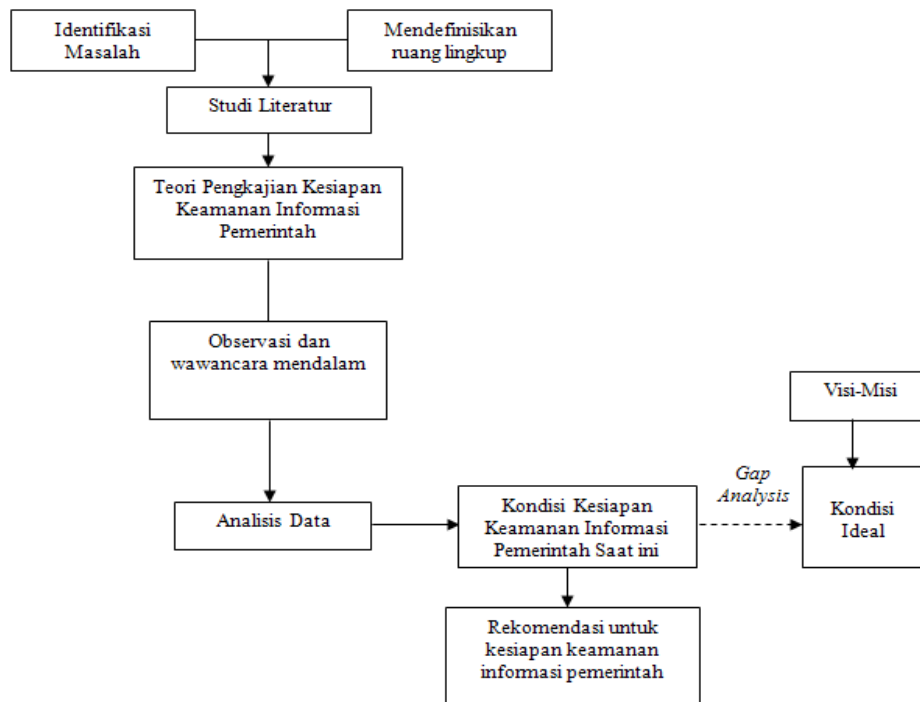 Identifikasi
Masalah
Mendefinisikan
ruang lingkup
Studi Literatur
Teori Pengkajian Kesiapan
Keamanan Informasi
Pemerintah
Observasi dan
wawancara mendalam
Visi-Misi
Gap
Analysis
Analisis Data
Kondisi Kesiapan
Keamanan Informasi
Pemerintah Saat ini
Kondisi
Ideal
Rekomendasi untuk
kesiapan keamanan
informasi pemerintah